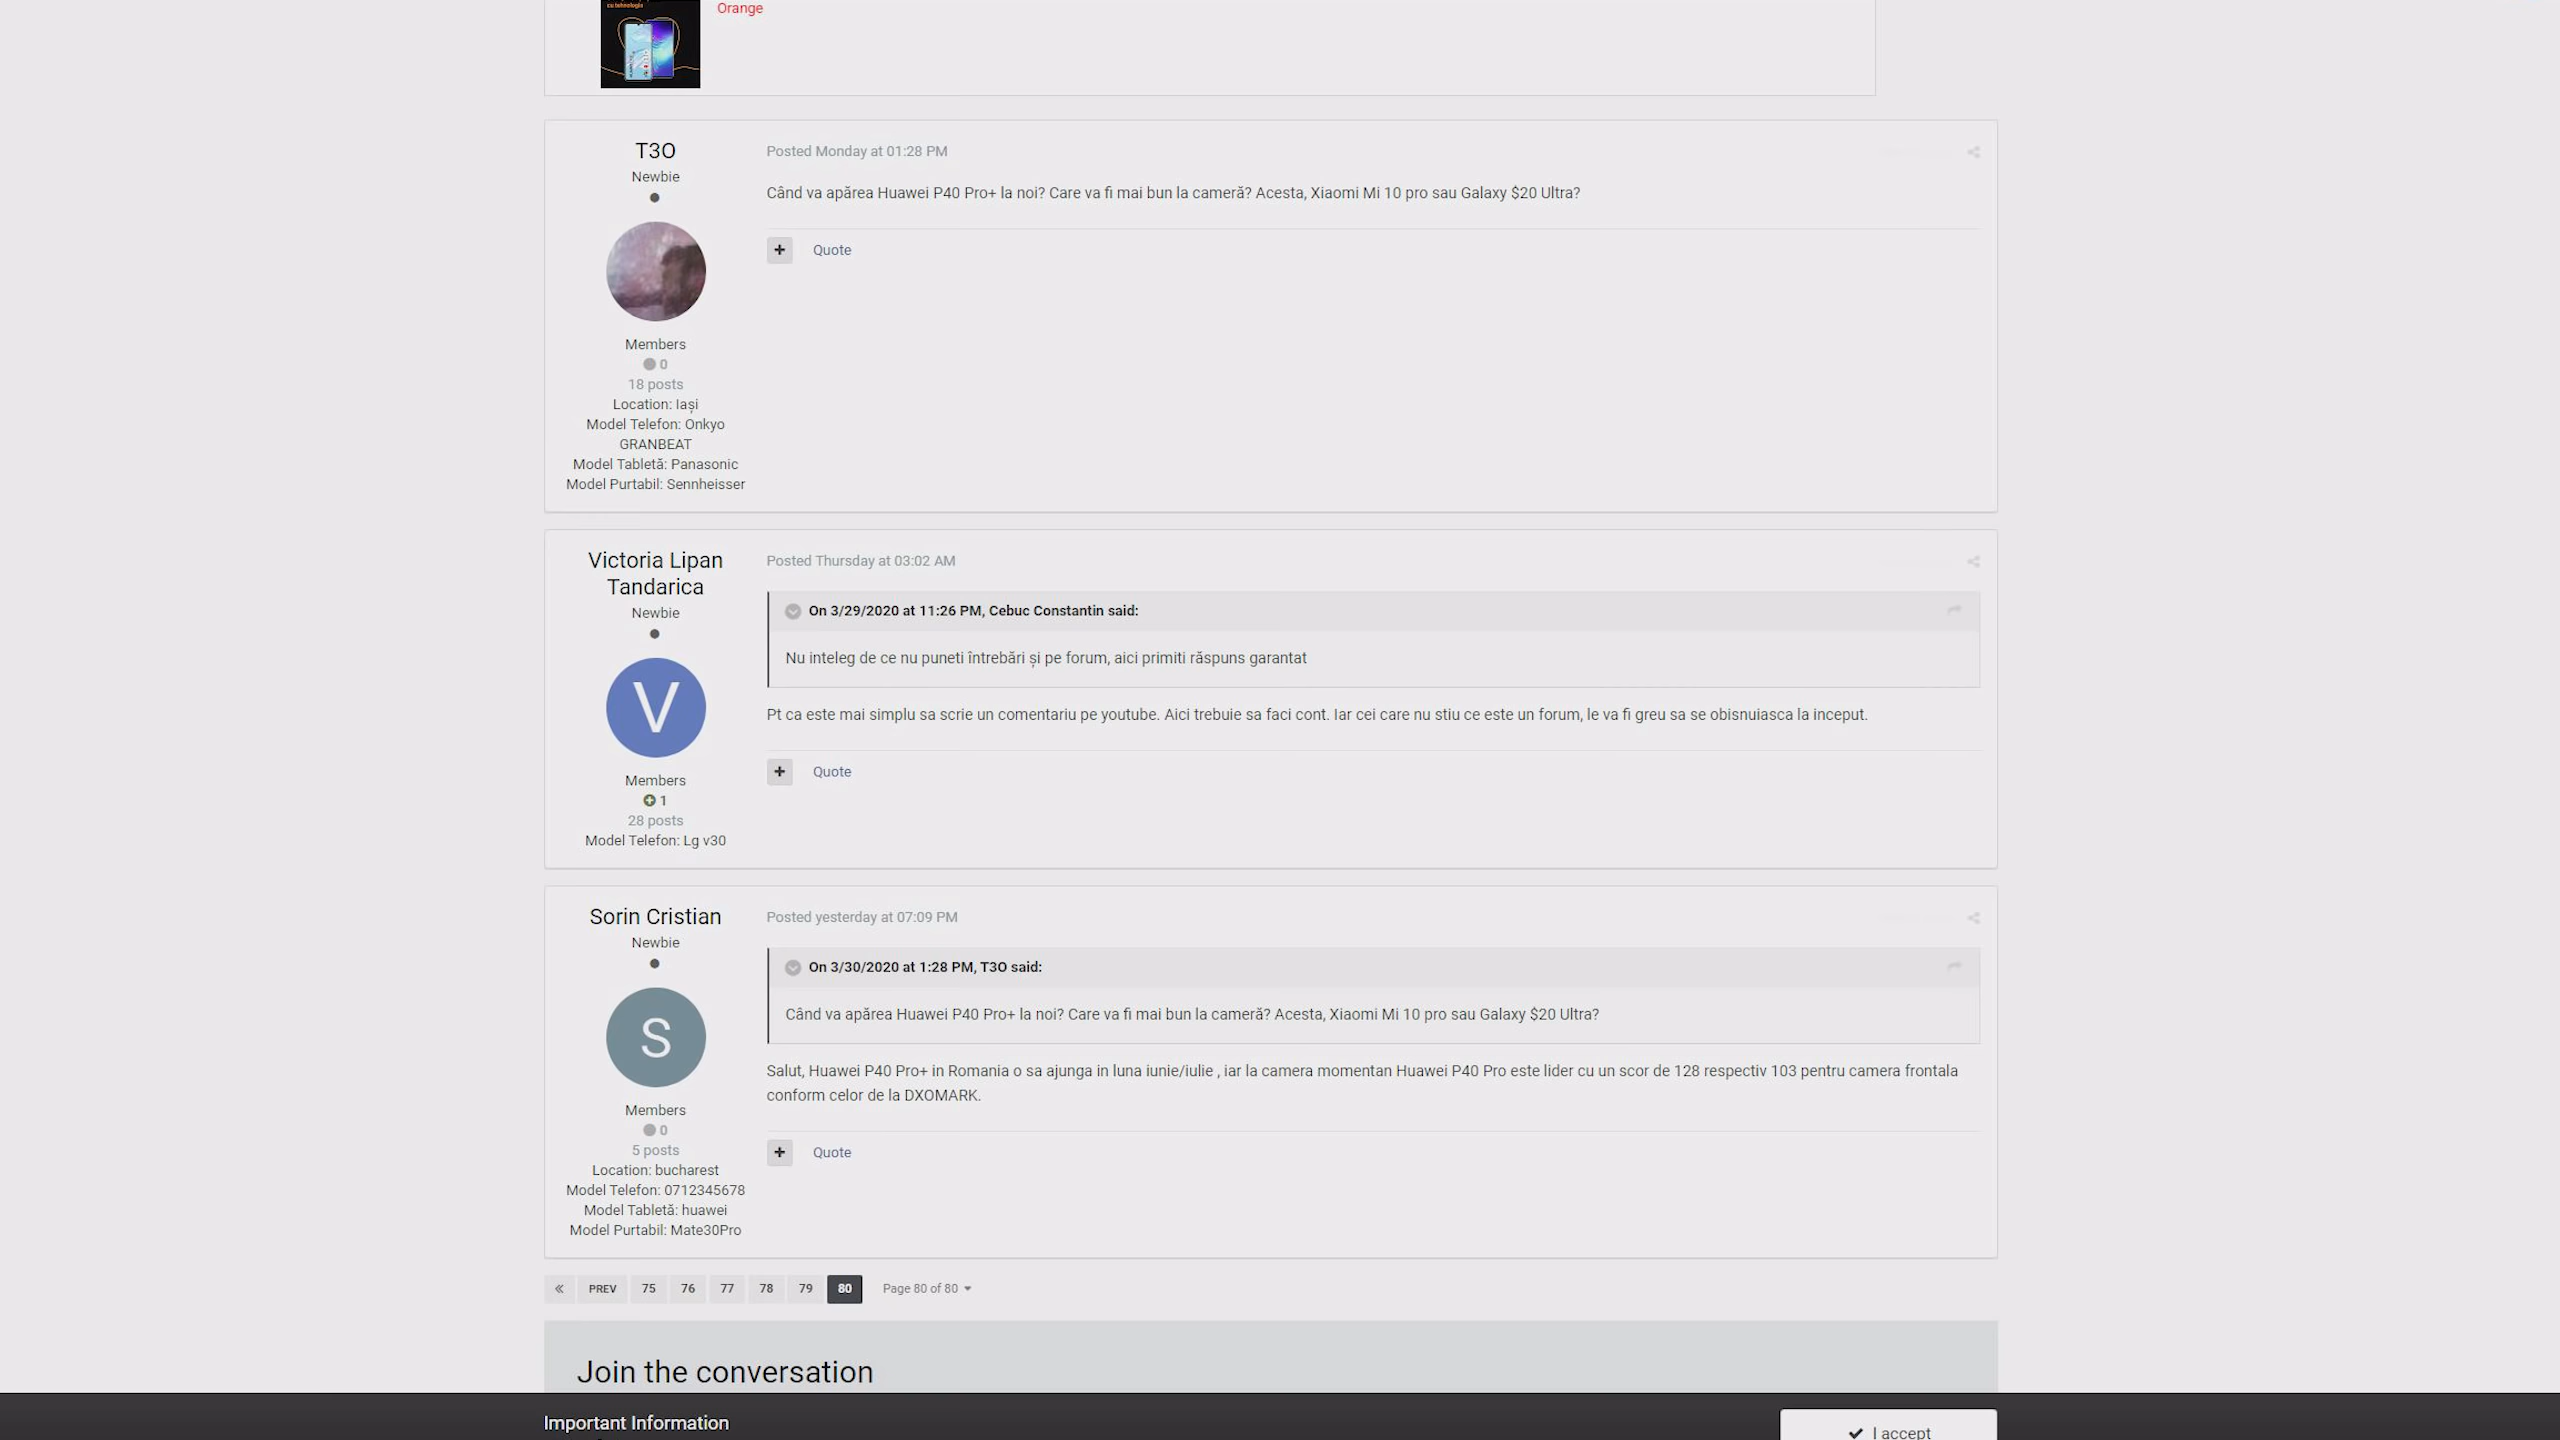 cu tehnologia
Orange
T3O
Newbie
Members
0
18 posts
Location: Iași
Model Telefon: Onkyo
GRANBEAT
Model Tabletă: Panasonic
Model Purtabil: Sennheisser
Posted Monday at 01:28 PM
Când va apărea Huawei P40 Pro+ la noi? Care va fi mai bun la cameră? Acesta, Xiaomi Mi 10 pro sau Galaxy $20 Ultra?
+ Quote
Victoria Lipan
Tandarica
Newbie
V
Members
1
28 posts
Model Telefon: Lg v30
Posted Thursday at 03:02 AM
On 3/29/2020 at 11:26 PM, Cebuc Constantin said:
Nu inteleg de ce nu puneti întrebări și pe forum, aici primiti răspuns garantat
Pt ca este mai simplu sa scrie un comentariu pe youtube. Aici trebuie sa faci cont. Iar cei care nu stiu ce este un forum, le va fi greu sa se obisnuiasca la inceput.
+ Quote
Sorin Cristian
Newbie
S
Members
0
5 posts
Location: bucharest
Model Telefon: 0712345678
Model Tabletă: huawei
Model Purtabil: Mate30Pro
Posted yesterday at 07:09 PM
On 3/30/2020 at 1:28 PM, T3O said:
Când va apărea Huawei P40 Pro+ la noi? Care va fi mai bun la cameră? Acesta, Xiaomi Mi 10 pro sau Galaxy $20 Ultra?
Salut, Huawei P40 Pro+ in Romania o sa ajunga in luna iunie/iulie , iar la camera momentan Huawei P40 Pro este lider cu un scor de 128 respectiv 103 pentru camera frontala
conform celor de la DXOMARK.
+ Quote
« PREV 75 76 77 78 79 80 Page 80 of 80
Join the conversation
Important Information
I accept